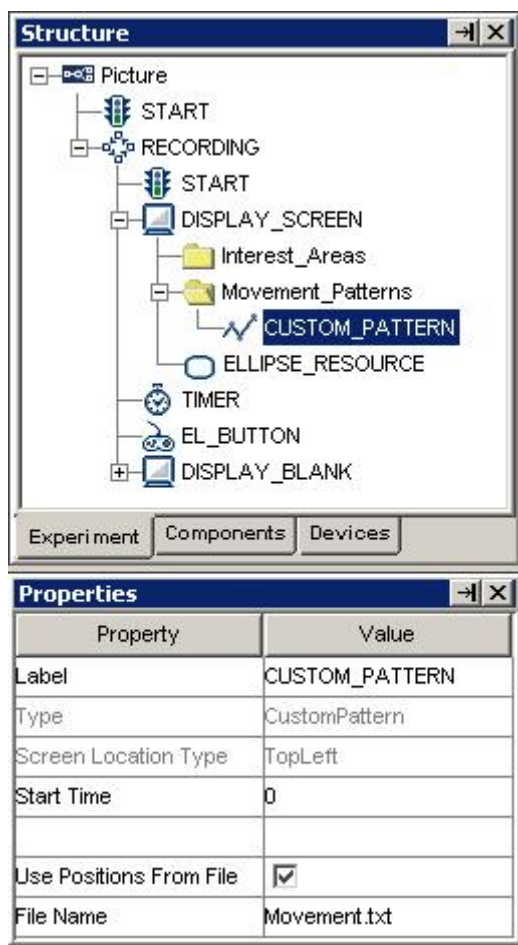 Structure
Picture
START
RECORDING
START
DISPLAY_SCREEN
Interest_Areas
Movement_Patterns
CUSTOM_PATTERN
ELLIPSE_RESOURCE
TIMER
EL_BUTTON
DISPLAY_BLANK
Experiment Components Devices
Properties
Property Value
Label CUSTOM_PATTERN
Type CustomPattern
Screen Location Type TopLeft
Start Time 0
Use Positions From File
File Name Movement.txt